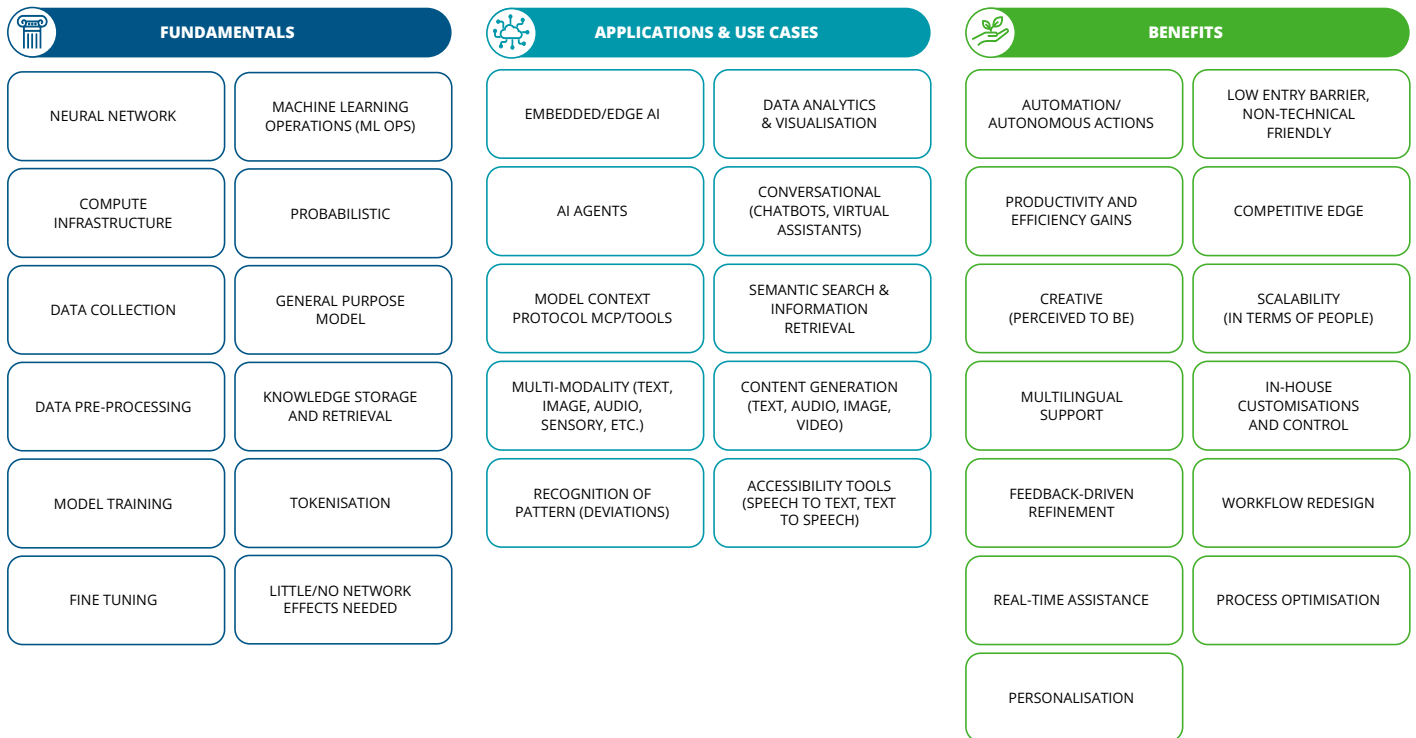 FUNDAMENTALS
NEURAL NETWORK
MACHINE LEARNING
OPERATIONS (ML OPS)
COMPUTE
INFRASTRUCTURE
PROBABILISTIC
DATA COLLECTION
GENERAL PURPOSE
MODEL
DATA PRE-PROCESSING
KNOWLEDGE STORAGE
AND RETRIEVAL
MODEL TRAINING
TOKENISATION
FINE TUNING
LITTLE/NO NETWORK
EFFECTS NEEDED
APPLICATIONS & USE CASES
EMBEDDED/EDGE AI
DATA ANALYTICS
& VISUALISATION
AI AGENTS
CONVERSATIONAL
(CHATBOTS, VIRTUAL
ASSISTANTS)
MODEL CONTEXT
PROTOCOL MCP/TOOLS
SEMANTIC SEARCH &
INFORMATION
RETRIEVAL
MULTI-MODALITY (TEXT,
IMAGE, AUDIO,
SENSORY, ETC.)
CONTENT GENERATION
(TEXT, AUDIO, IMAGE,
VIDEO)
RECOGNITION OF
PATTERN (DEVIATIONS)
ACCESSIBILITY TOOLS
(SPEECH TO TEXT, TEXT
TO SPEECH)
BENEFITS
AUTOMATION/
AUTONOMOUS ACTIONS
LOW ENTRY BARRIER,
NON-TECHNICAL
FRIENDLY
PRODUCTIVITY AND
EFFICIENCY GAINS
COMPETITIVE EDGE
CREATIVE
(PERCEIVED TO BE)
SCALABILITY
(IN TERMS OF PEOPLE)
MULTILINGUAL
SUPPORT
IN-HOUSE
CUSTOMISATIONS
AND CONTROL
FEEDBACK-DRIVEN
REFINEMENT
WORKFLOW REDESIGN
REAL-TIME ASSISTANCE
PROCESS OPTIMISATION
PERSONALISATION